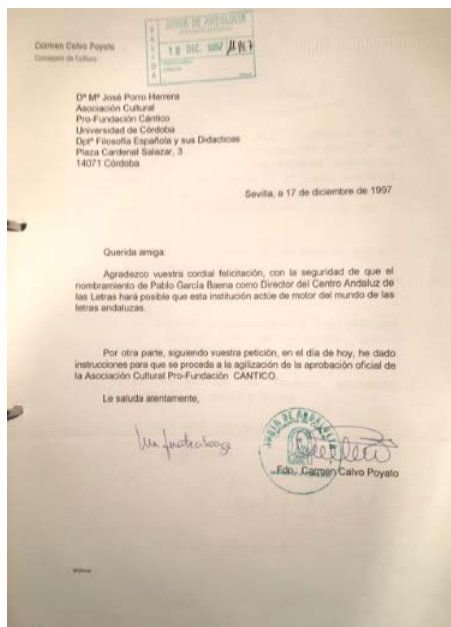 JUNTA DE ANDALUCIA
SALIDA
18 DIC. 1997
Carmen Calvo Poyato
Consejera de Cultura
Dª Mª José Porro Herrera
Asociación Cultural
Pro-Fundación Cántico
Universidad de Córdoba
Dptº Filosofía Española y sus Didacticas
Plaza Cardenal Salazar, 3
14071 Córdoba
Sevilla, a 17 de diciembre de 1997
Querida amiga:
Agradezco vuestra cordial felicitación, con la seguridad de que el
nombramiento de Pablo García Baena como Director del Centro Andaluz de
las Letras hará posible que esta institución actúe de motor del mundo de las
letras andaluzas.
Por otra parte, siguiendo vuestra petición, en el día de hoy, he dado
instrucciones para que se proceda a la agilización de la aprobación oficial de
la Asociación Cultural Pro-Fundación CANTICO.
Le saluda atentamente,
JUNTA DE ANDALUCIA
Fdo. Carmen Calvo Poyato